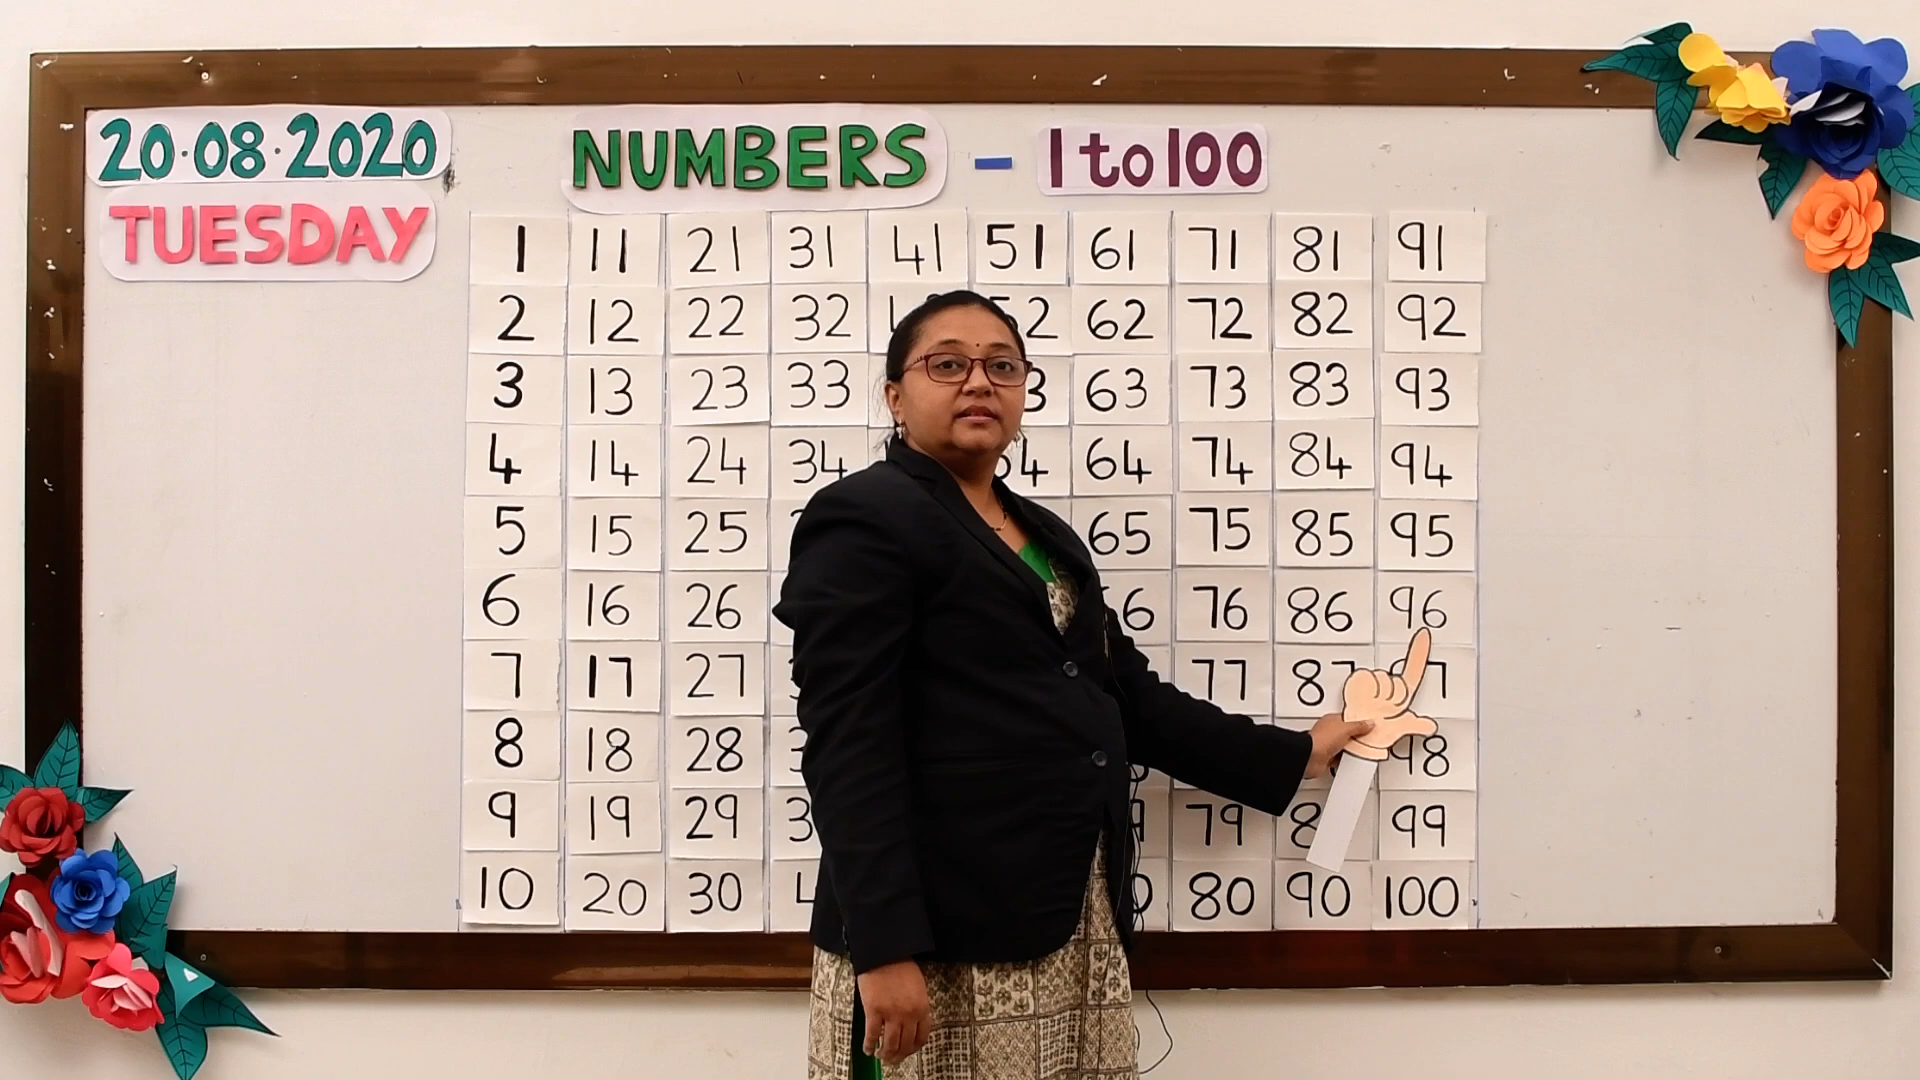 20·08·2020
TUESDAY
NUMBERS - 1 to 100
1 11 21 31 41 51 61 71 81 91
2 12 22 32 62 72 82 92
3 13 23 33 63 73 83 93
4 14 24 34 64 74 84 94
5 15 25 65 75 85 95
6 16 26 76 86 96
7 17 27 77
8 18 28 98
9 19 29 79 99
10 20 30 80 90 100